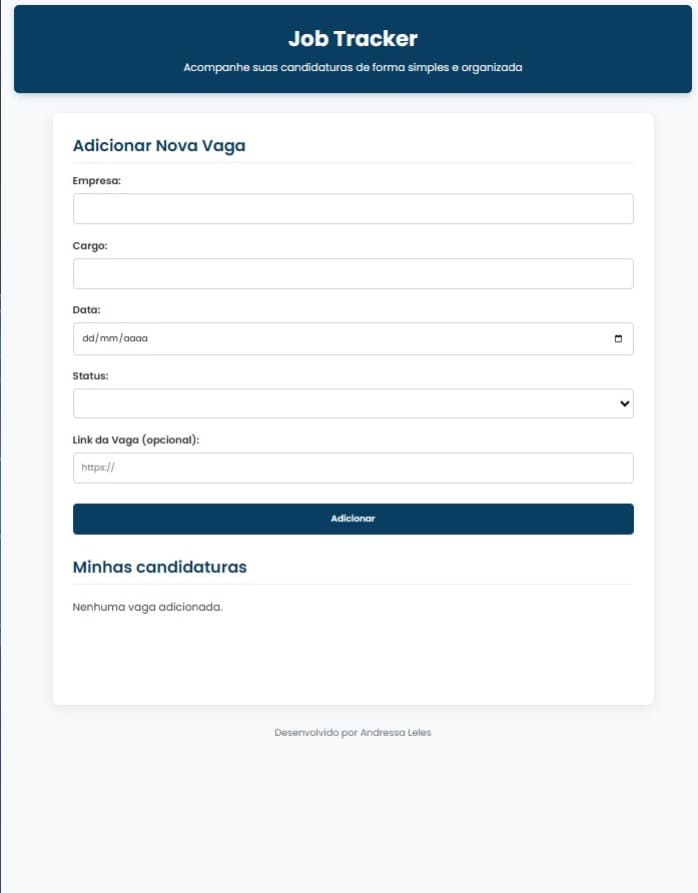 Job Tracker
Acompanhe suas candidaturas de forma simples e organizada
Adicionar Nova Vaga
Empresa:
Cargo:
Data:
dd/mm/aaaa
Status:
Link da Vaga (opcional):
https://
Adicionar
Minhas candidaturas
Nenhuma vaga adicionada.
Desenvolvido por Andressa Leles